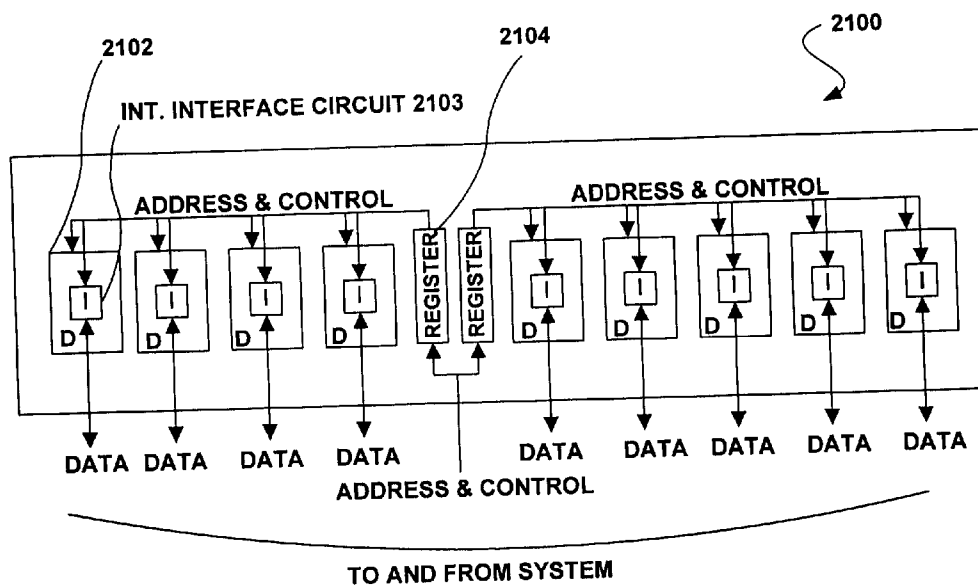 2102
2104
2100
INT. INTERFACE CIRCUIT 2103
ADDRESS & CONTROL
ADDRESS & CONTROL
REGISTER
REGISTER
I
I
I
I
I
I
I
I
I
D
D
D
D
D
D
D
D
D
DATA
DATA
DATA
DATA
DATA
DATA
DATA
DATA
DATA
ADDRESS & CONTROL
TO AND FROM SYSTEM